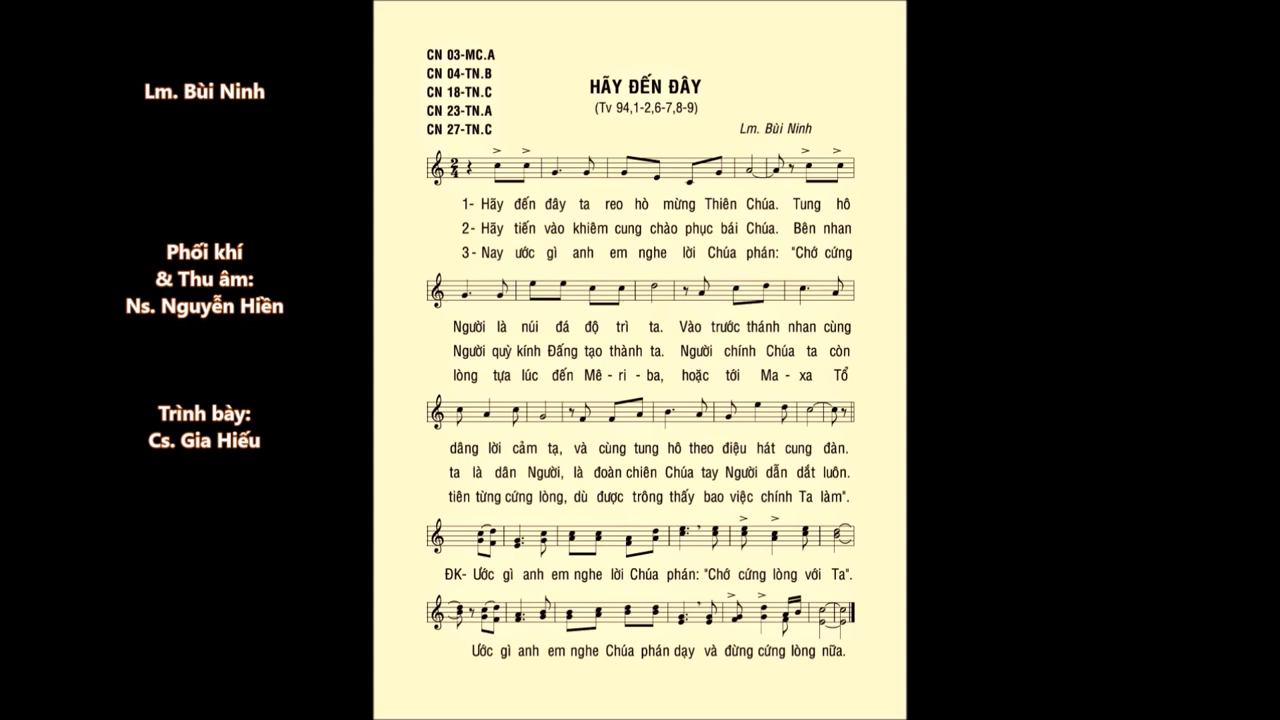 Lm. Bùi Ninh
Phối khí
& Thu âm:
Ns. Nguyễn Hiền
Trình bày:
Cs. Gia Hiếu
CN 03-MC.A
CN 04-TN.B
CN 18-TN.C
CN 23-TN.A
CN 27-TN.C
HÃY ĐẾN ĐÂY
(Tv 94,1-2,6-7,8-9)
Lm. Bùi Ninh
1- Hãy đến đây ta reo hò mừng Thiên Chúa. Tung hô
2- Hãy tiến vào khiêm cung chào phục bái Chúa. Bên nhan
3- Nay ước gì anh em nghe lời Chúa phán: "Chớ cứng
Người là núi đá độ trì ta. Vào trước thánh nhan cùng
Người quỳ kính Đấng tạo thành ta. Người chính Chúa ta còn
lòng tựa lúc đến Mê - ri - ba, hoặc tới Ma - xa Tổ
dâng lời cảm tạ, và cùng tung hô theo điệu hát cung đàn.
ta là dân Người, là đoàn chiên Chúa tay Người dẫn dắt luôn.
tiên từng cứng lòng, dù được trông thấy bao việc chính Ta làm".
ĐK- Ước gì anh em nghe lời Chúa phán: "Chớ cứng lòng với Ta".
Ước gì anh em nghe Chúa phán dạy và đừng cứng lòng nữa.